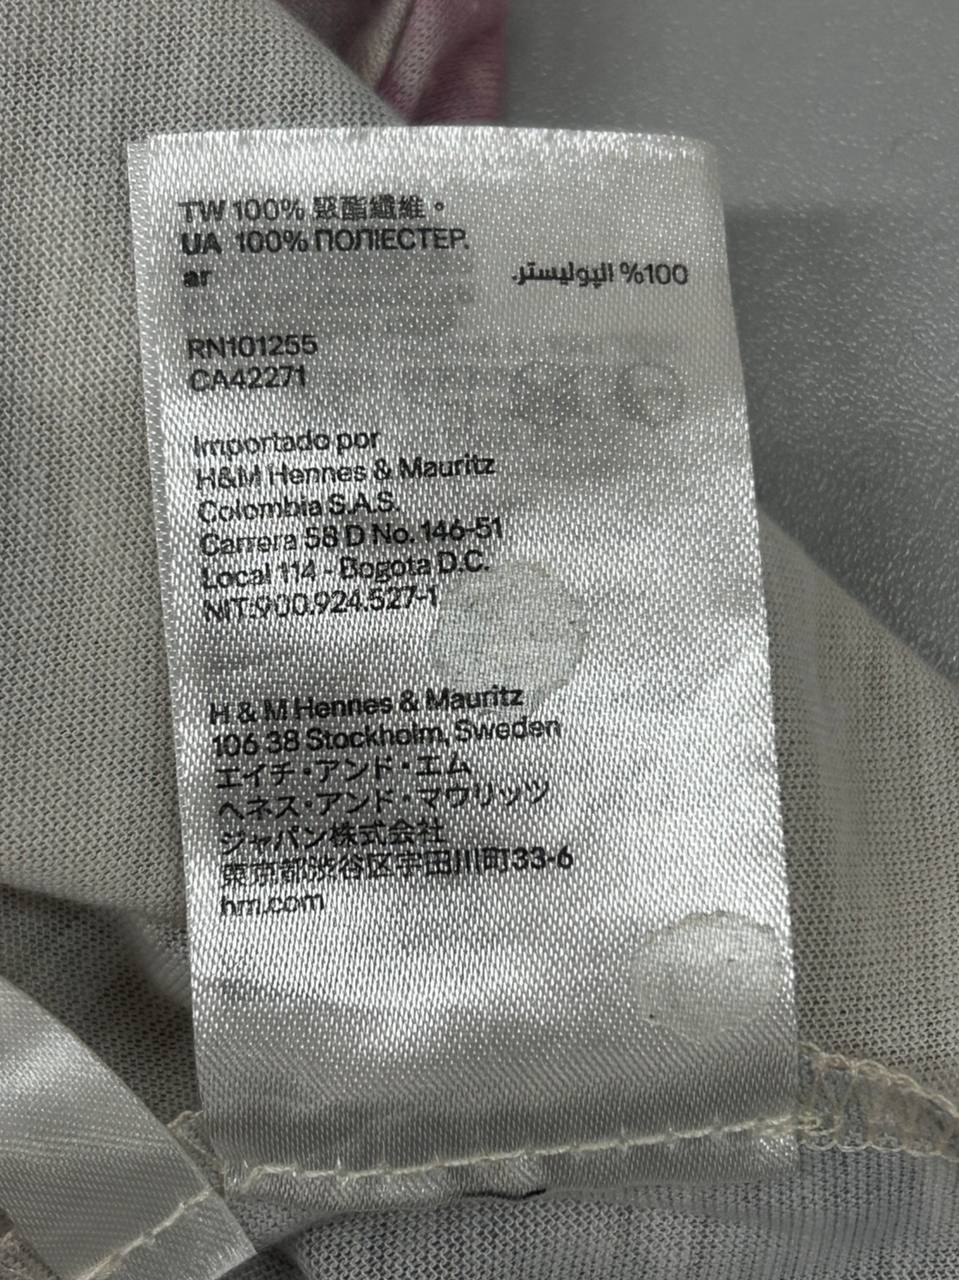 TW 100% 聚酯纖維。
UA 100% ПОЛІЕСТЕР.
ar 100% اليوليستر.
RN101255
CA42271
Importado por
H&M Hennes & Mauritz
Colombia S.A.S.
Carrera 58 D No. 146-51
Local 114 - Bogota D.C.
NIT:900.924.527-1
H & M Hennes & Mauritz
106 38 Stockholm, Sweden
エイチ・アンド・エム
ヘネス・アンド・マウリッツ
ジャパン株式会社
東京都渋谷区宇田川町33-6
hm.com